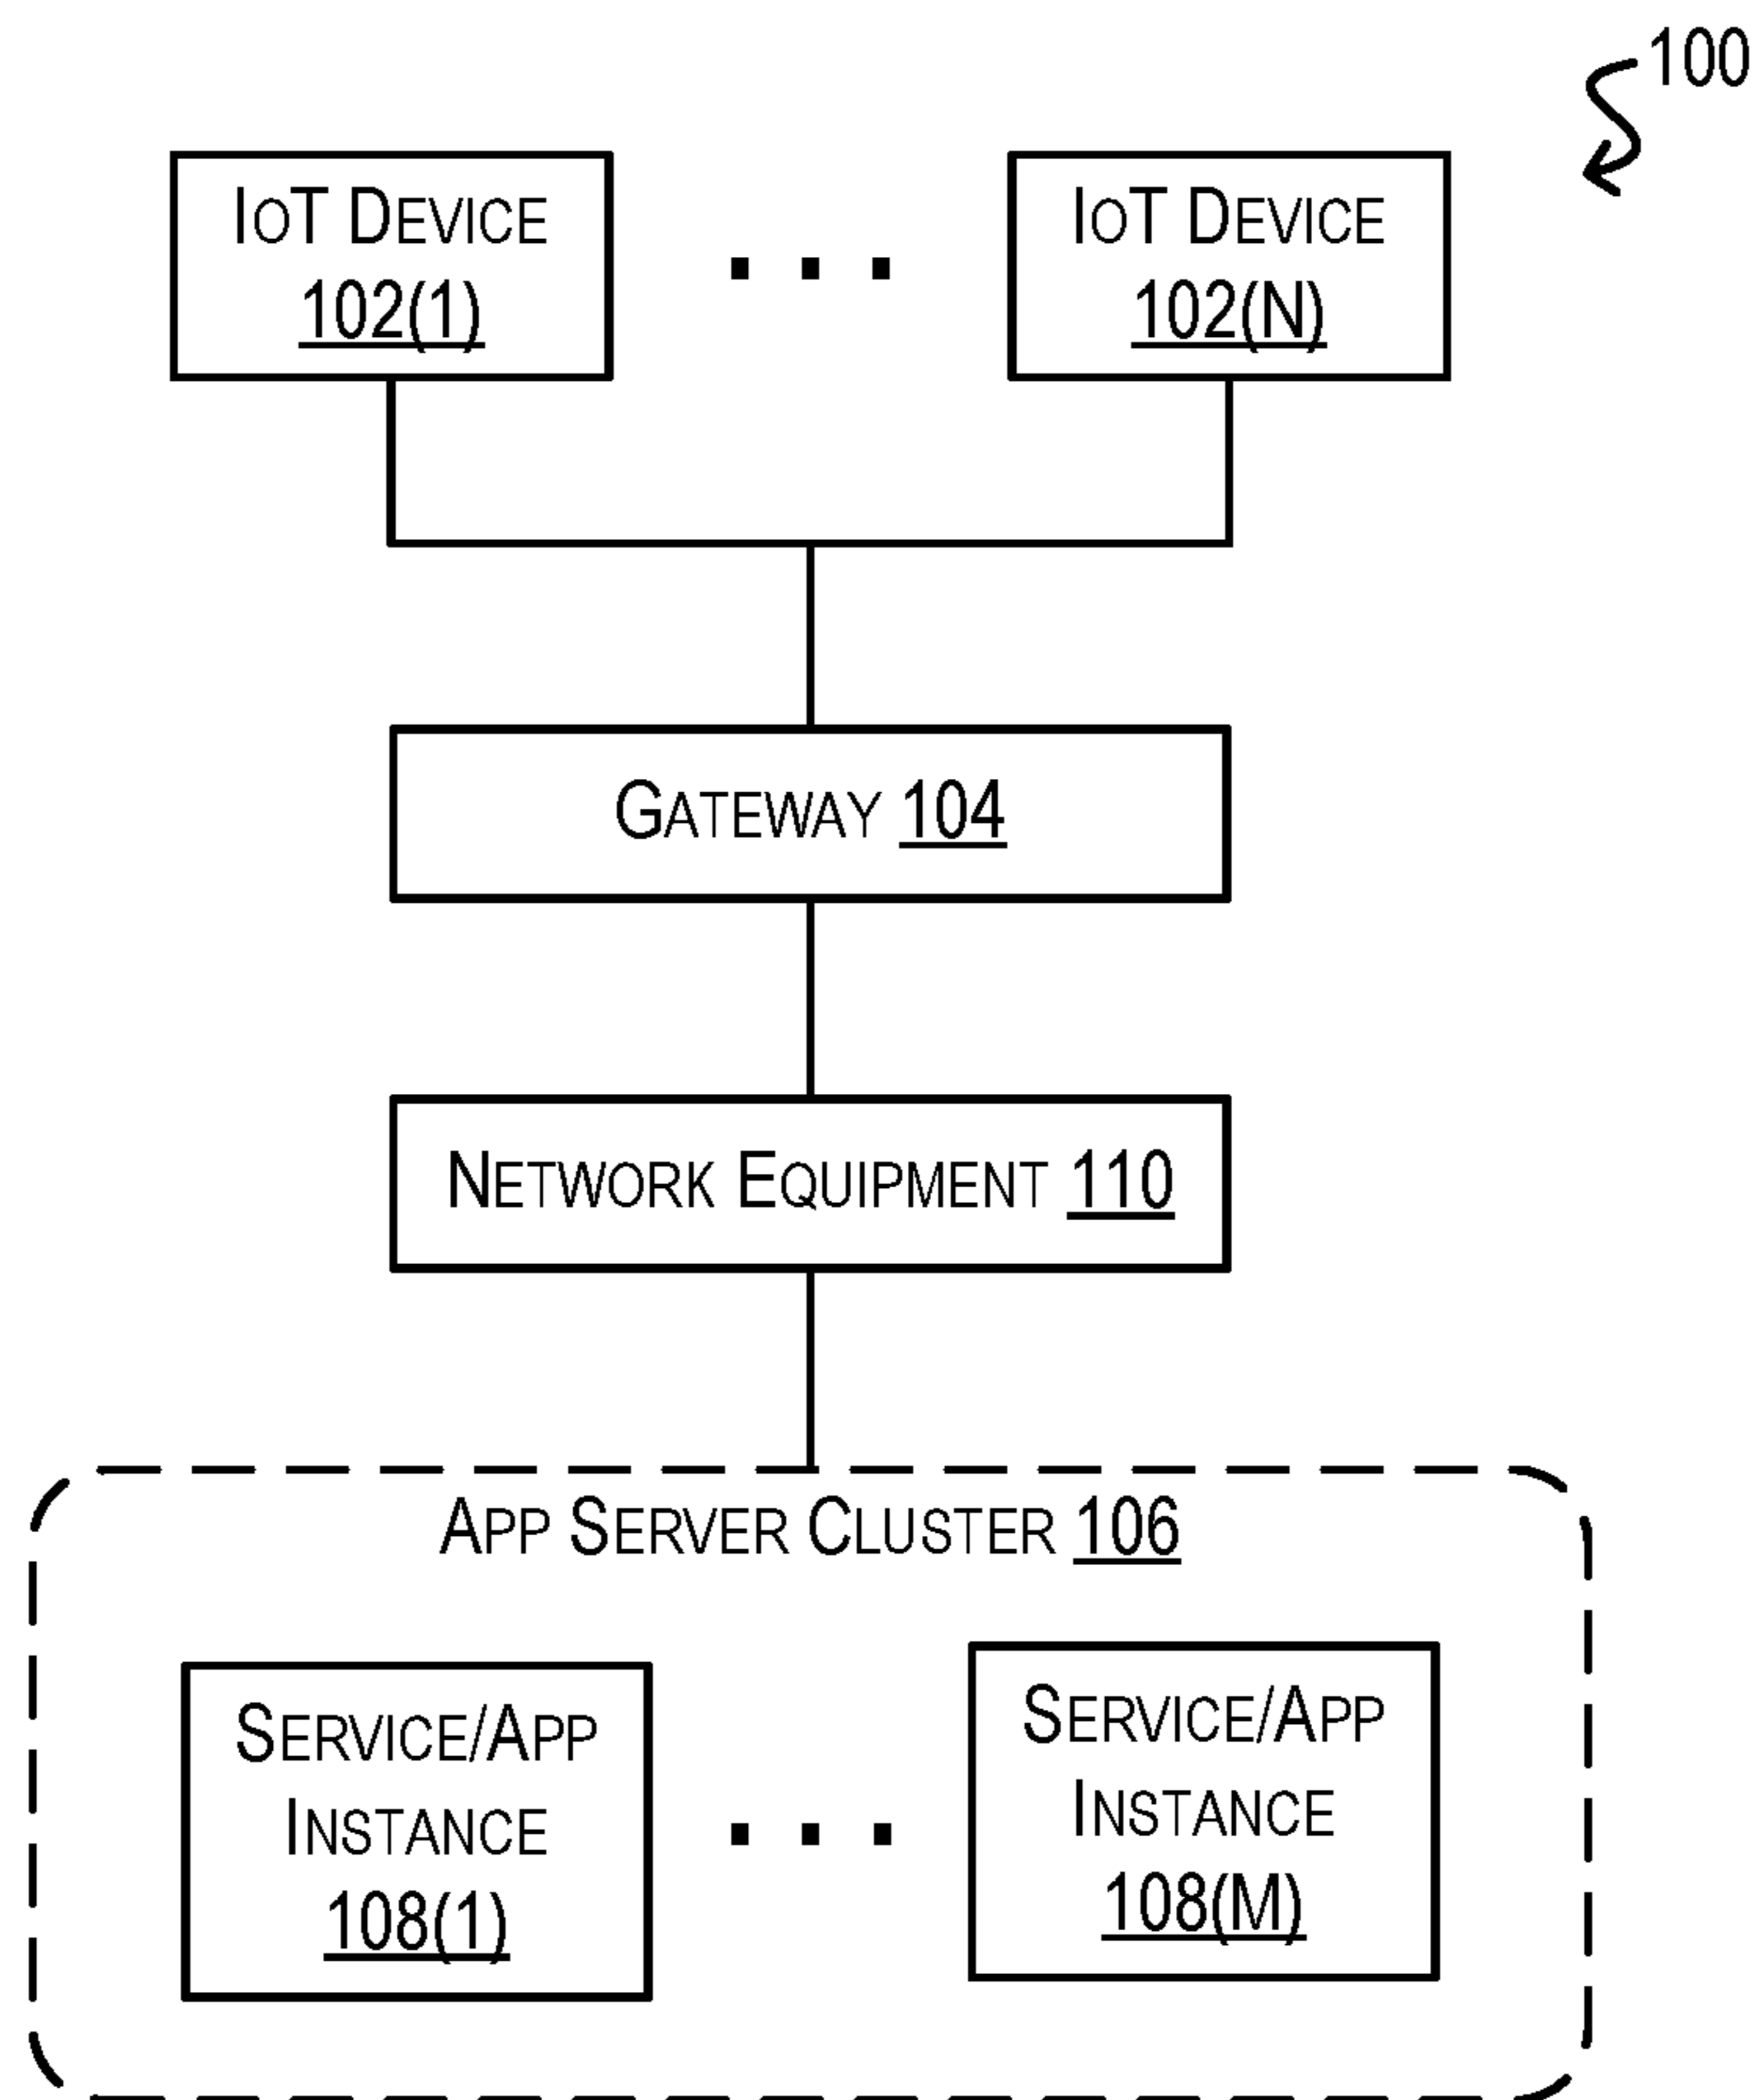 100
IoT Device
102(1)
IoT Device
102(N)
Gateway 104
Network Equipment 110
App Server Cluster 106
Service/App
Instance
108(1)
Service/App
Instance
108(M)